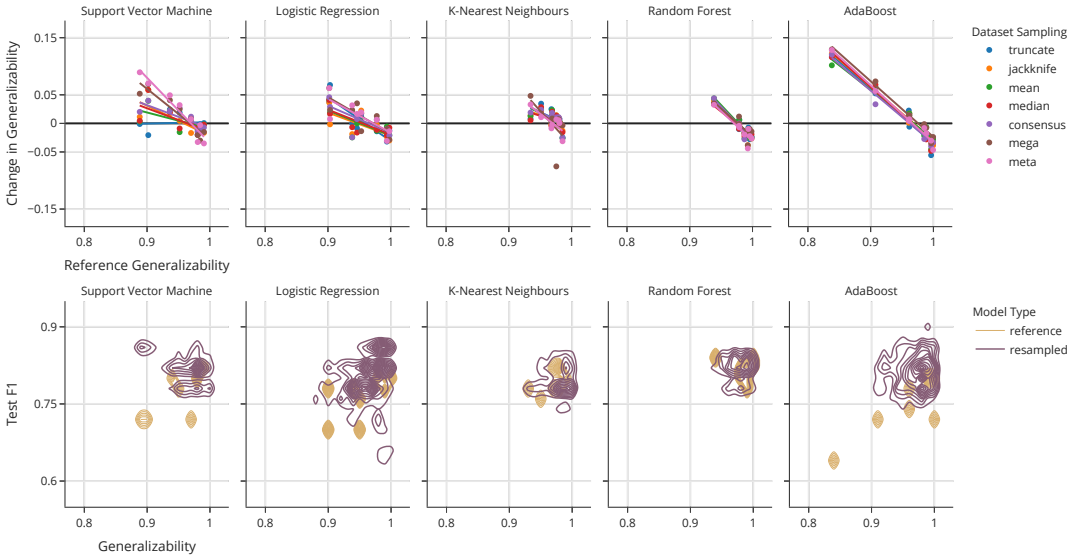 Support Vector Machine Logistic Regression K-Nearest Neighbours Random Forest AdaBoost
Change in Generalizability
0.15
0.05
0
−0.05
−0.15
0.8 0.9 1 0.8 0.9 1 0.8 0.9 1 0.8 0.9 1 0.8 0.9 1
Reference Generalizability
Dataset Sampling
truncate
jackknife
mean
median
consensus
mega
meta
Support Vector Machine Logistic Regression K-Nearest Neighbours Random Forest AdaBoost
Test F1
0.9
0.75
0.6
0.8 0.9 1 0.8 0.9 1 0.8 0.9 1 0.8 0.9 1 0.8 0.9 1
Generalizability
Model Type
reference
resampled